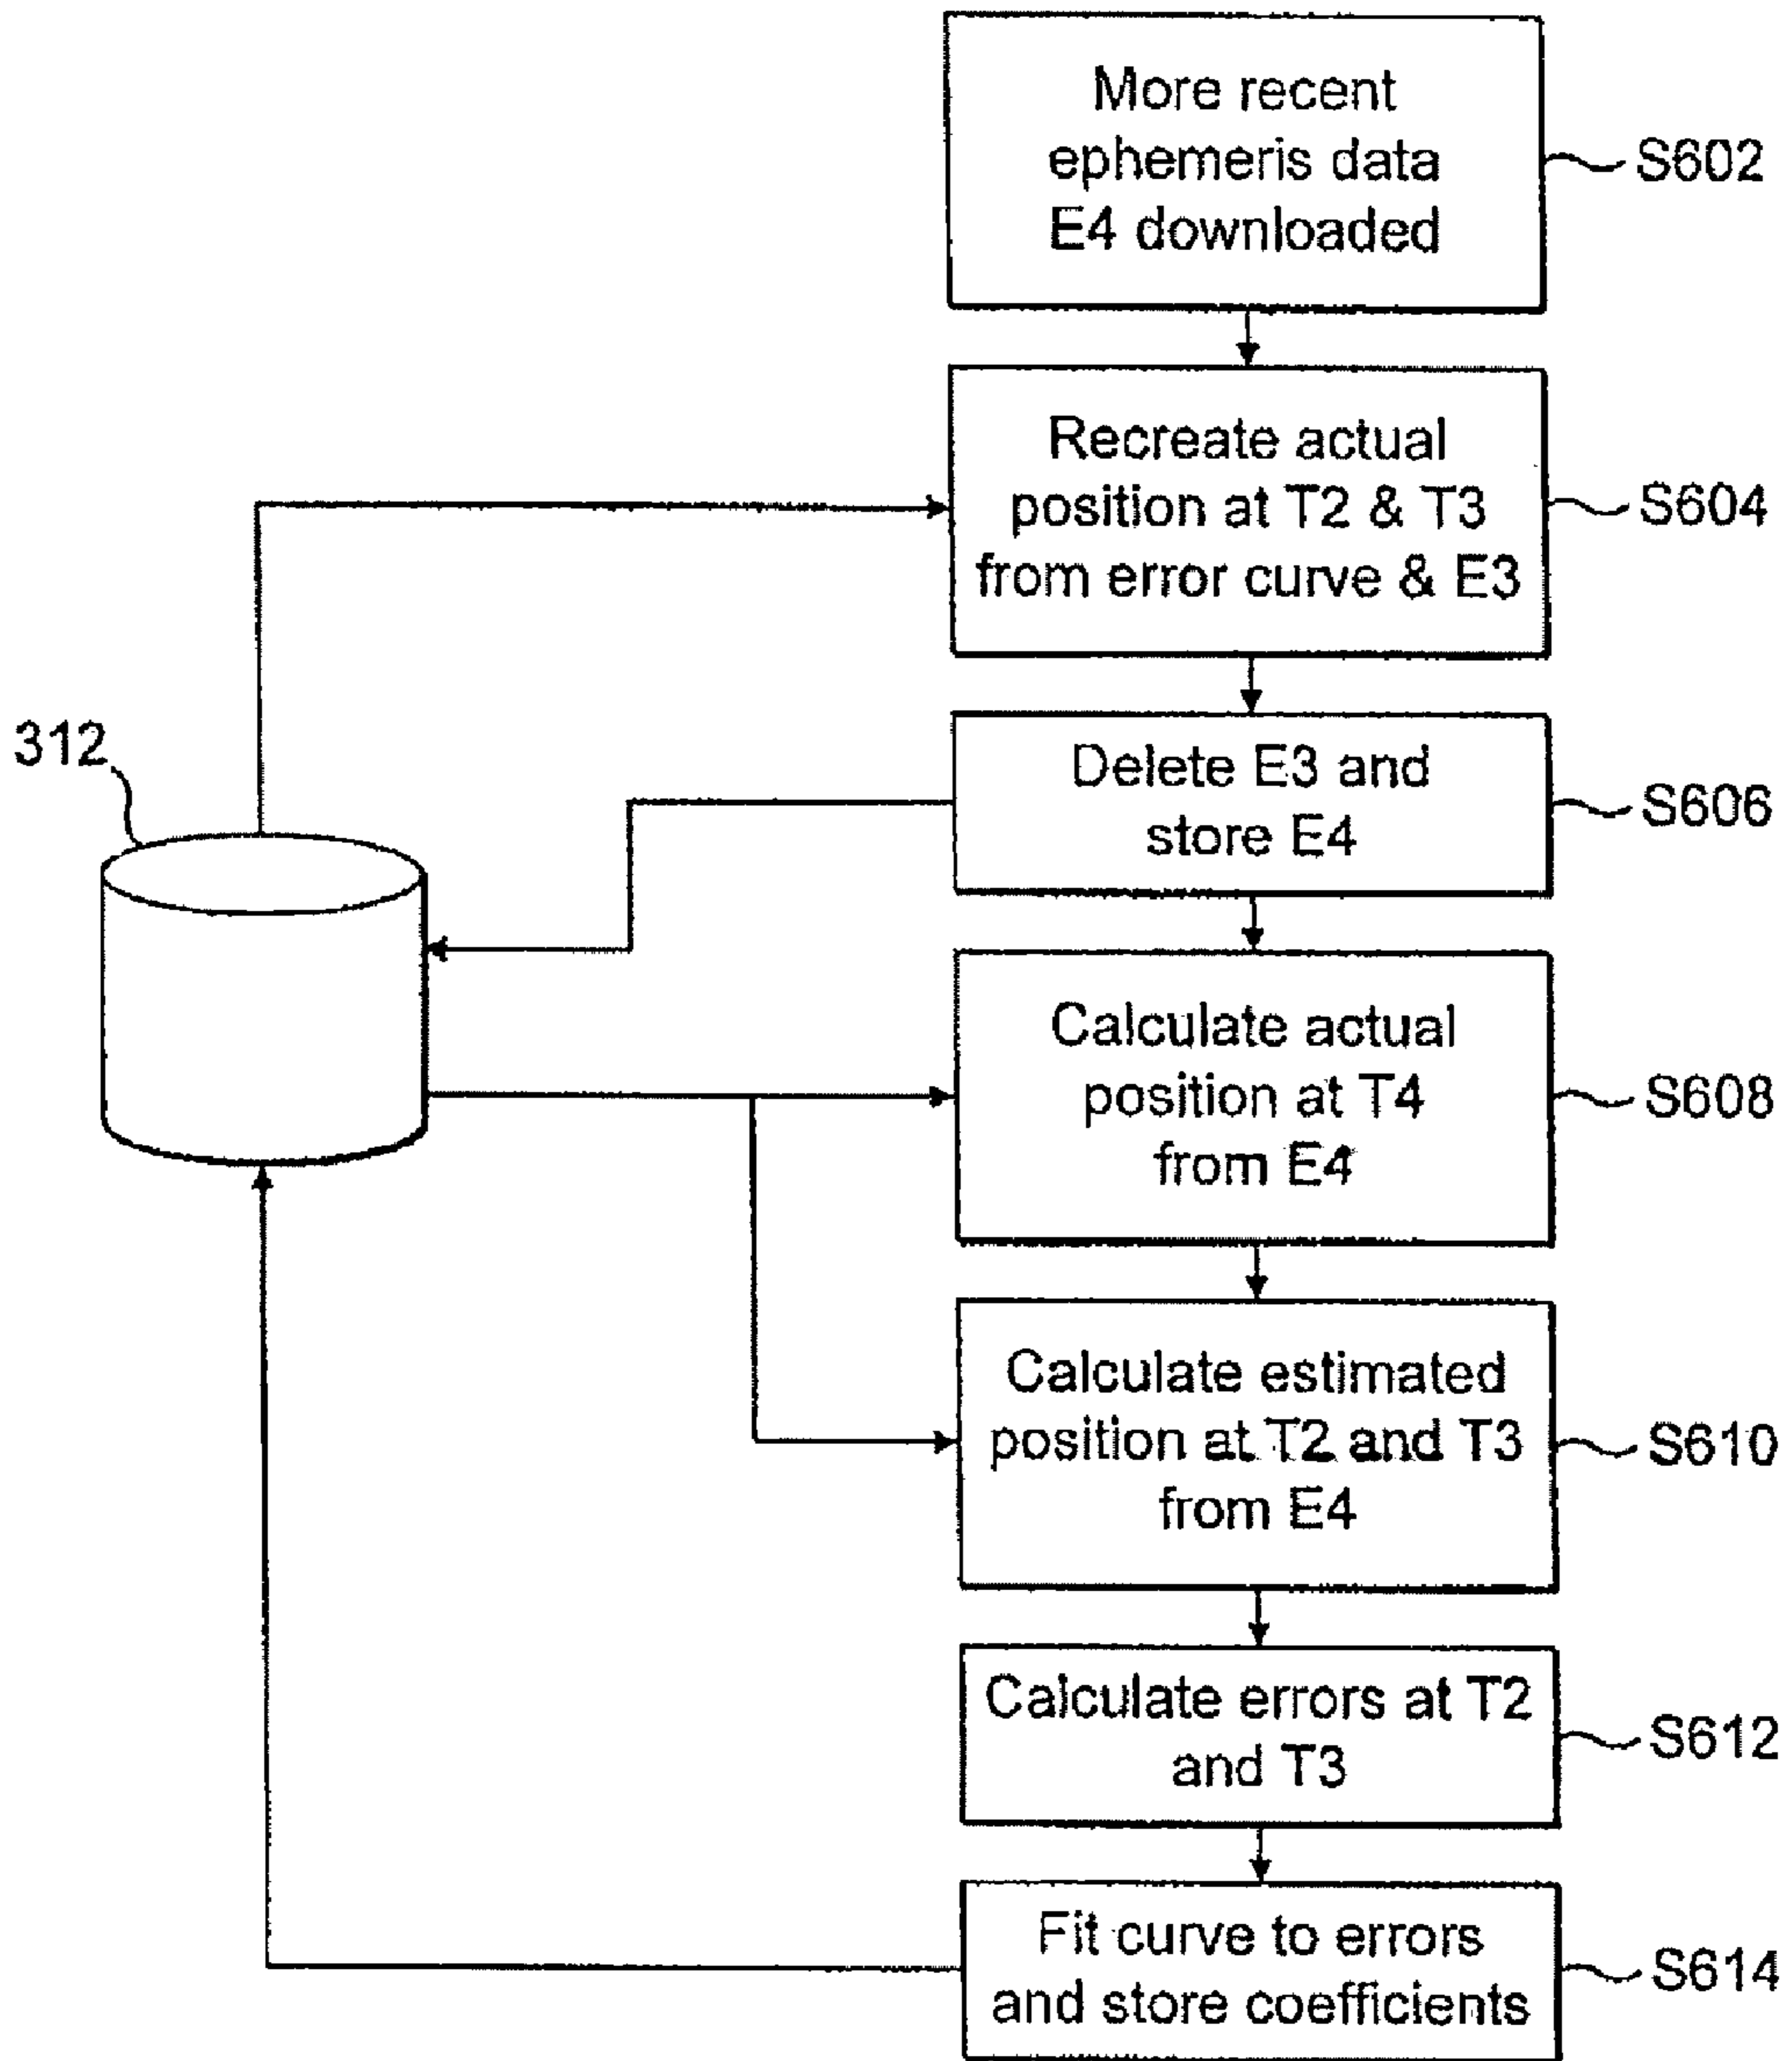 More recent
ephemeris data
E4 downloaded
S602
Recreate actual
position at T2 & T3
from error curve & E3
S604
312
Delete E3 and
store E4
S606
Calculate actual
position at T4
from E4
S608
Calculate estimated
position at T2 and T3
from E4
S610
Calculate errors at T2
and T3
S612
Fit curve to errors
and store coefficients
S614